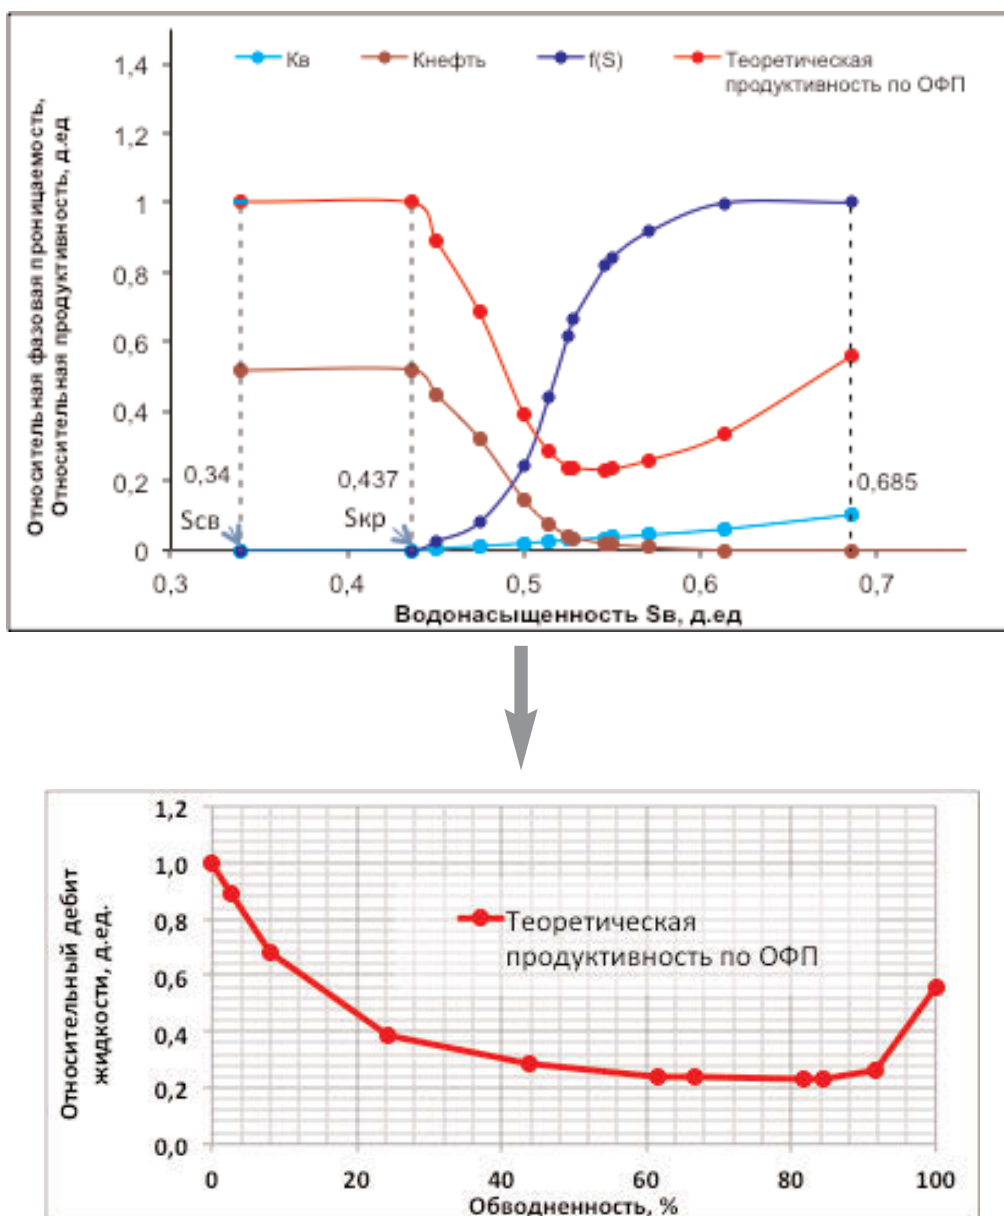 Относительная фазовая проницаемость,
Относительная продуктивность, д.ед
1,4
1,2
1
0,8
0,6
0,4
0,2
0
Кв
Кнефть
f(S)
Теоретическая
продуктивность по ОФП
0,34
Sсв
0,437
Sкр
0,685
0,3
0,4
0,5
0,6
0,7
Водонасыщенность Sв, д.ед
Относительный дебит
жидкости, д.ед.
1,2
1,0
0,8
0,6
0,4
0,2
0,0
Теоретическая
продуктивность по ОФП
0
20
40
60
80
100
Обводненность, %